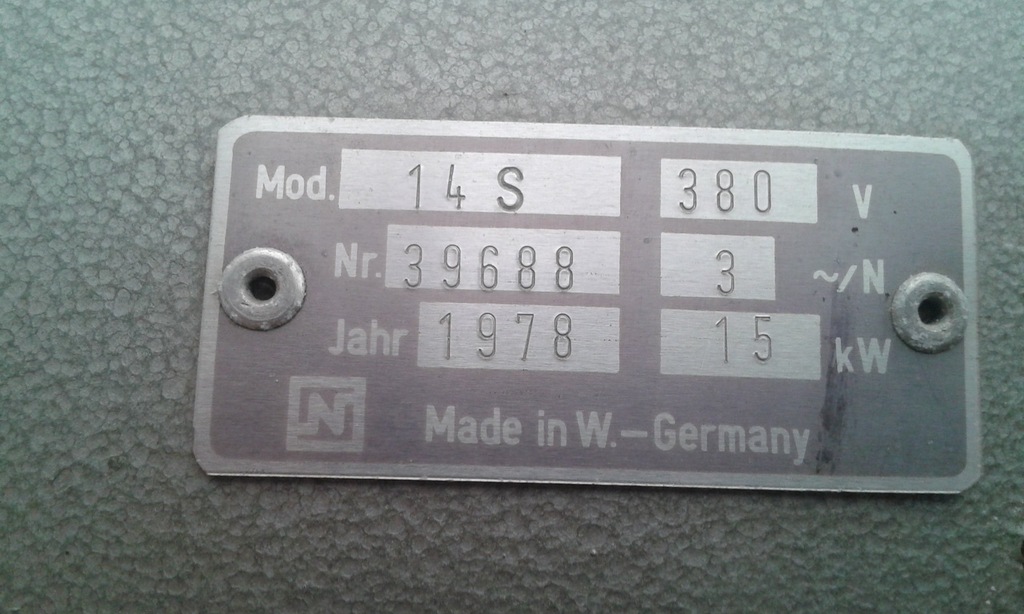 Mod. 14 S 380 V
Nr. 39688 3 ~/N
Jahr 1978 15 kW
N Made in W.-Germany